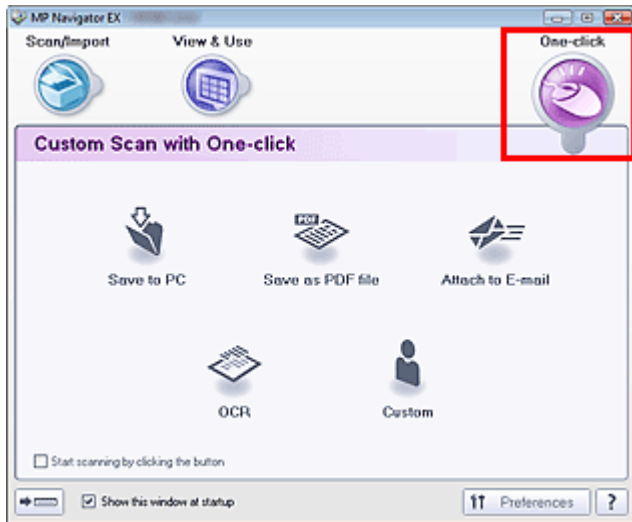 MP Navigator EX
Scan/Import
View & Use
One-click
Custom Scan with One-click
Save to PC
PDF
Save as PDF file
Attach to E-mail
OCR
Custom
Start scanning by clicking the button
Show this window at startup
Preferences
?